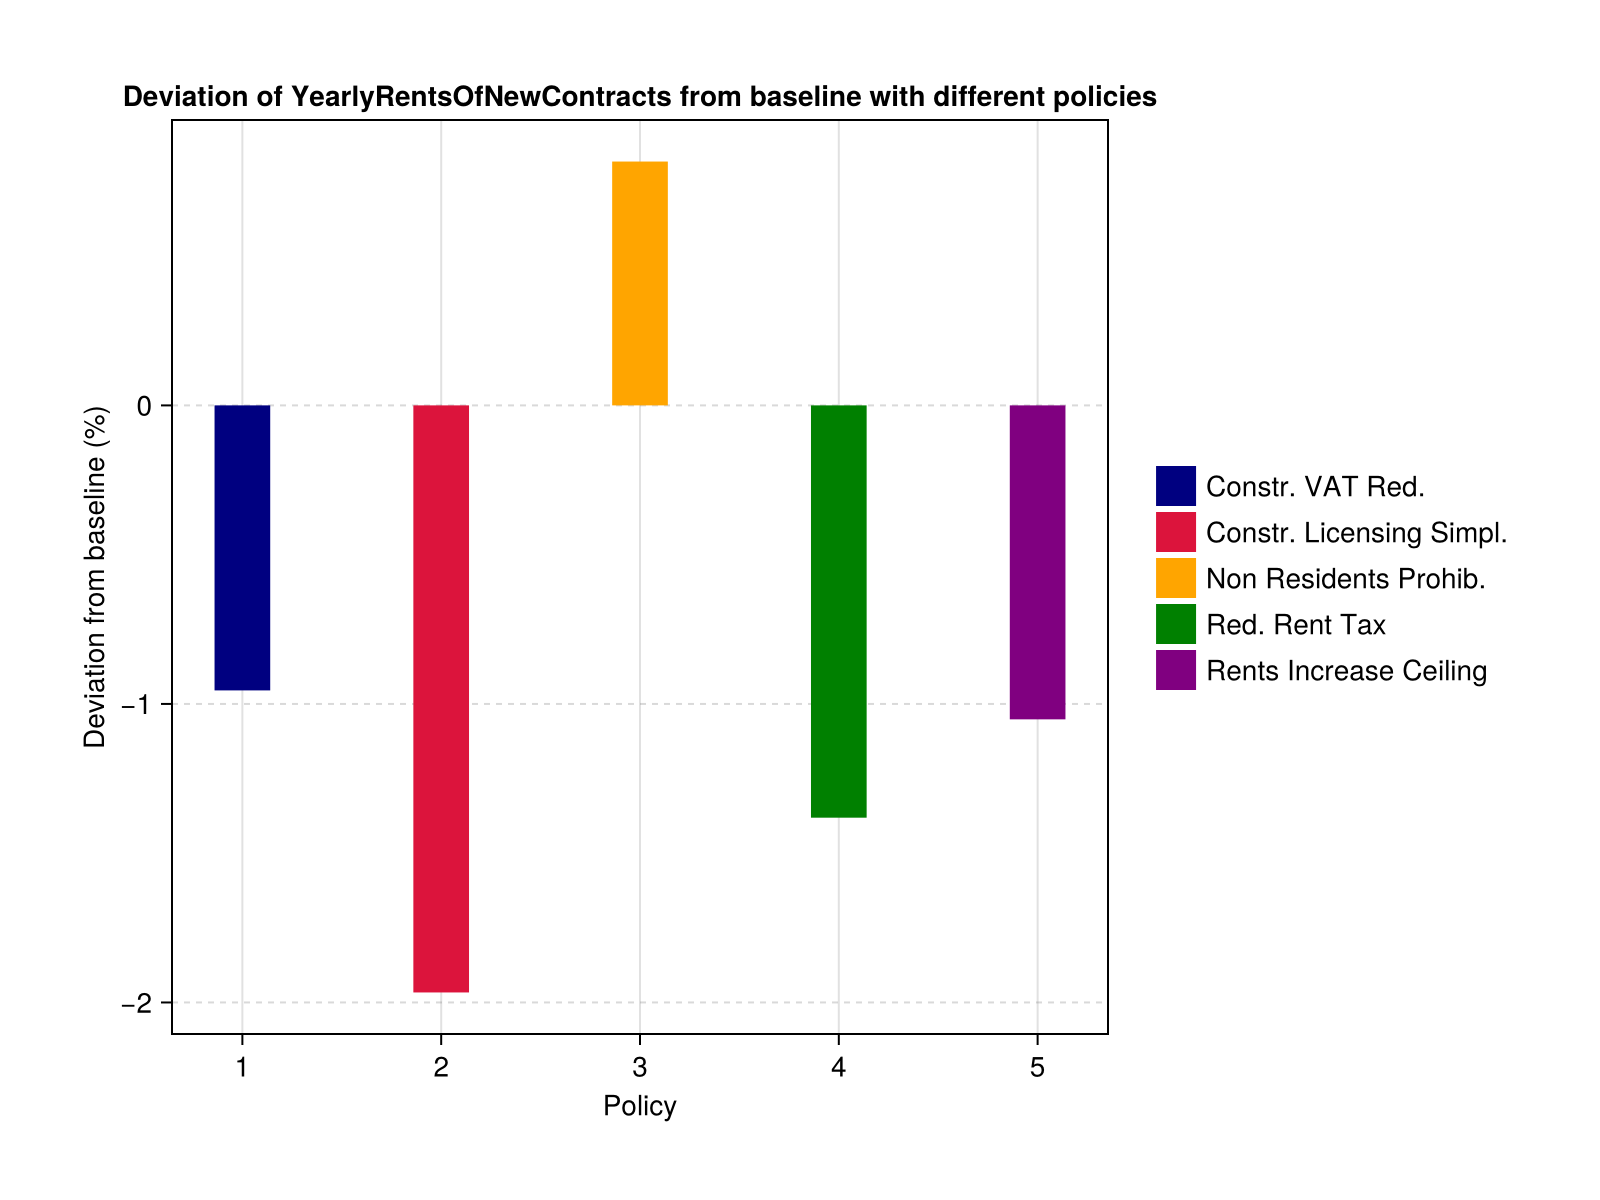 Deviation of YearlyRentsOfNewContracts from baseline with different policies
Deviation from baseline (%)
0
−1
−2
1 2 3 4 5
Policy
Constr. VAT Red.
Constr. Licensing Simpl.
Non Residents Prohib.
Red. Rent Tax
Rents Increase Ceiling